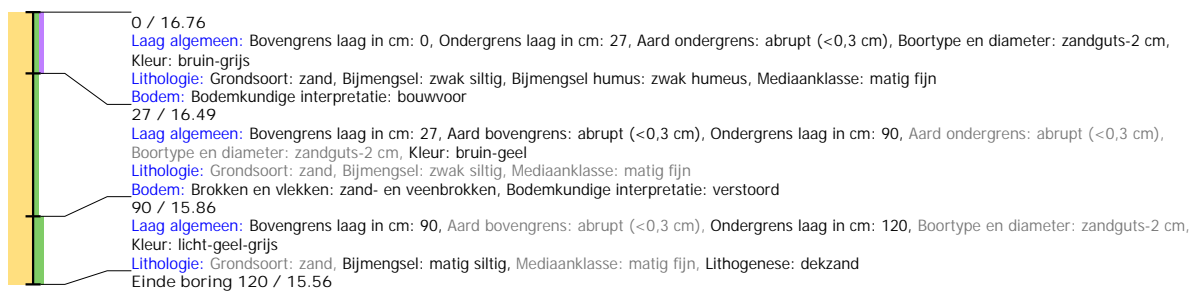 0 / 16.76
Laag algemeen: Bovengrens laag in cm: 0, Ondergrens laag in cm: 27, Aard ondergrens: abrupt (<0,3 cm), Boortype en diameter: zandguts-2 cm,
Kleur: bruin-grijs
Lithologie: Grondsoort: zand, Bijmengsel: zwak siltig, Bijmengsel humus: zwak humeus, Mediaanklasse: matig fijn
Bodem: Bodemkundige interpretatie: bouwvoor
27 / 16.49
Laag algemeen: Bovengrens laag in cm: 27, Aard bovengrens: abrupt (<0,3 cm), Ondergrens laag in cm: 90, Aard ondergrens: abrupt (<0,3 cm),
Boortype en diameter: zandguts-2 cm, Kleur: bruin-geel
Lithologie: Grondsoort: zand, Bijmengsel: zwak siltig, Mediaanklasse: matig fijn
Bodem: Brokken en vlekken: zand- en veenbrokken, Bodemkundige interpretatie: verstoord
90 / 15.86
Laag algemeen: Bovengrens laag in cm: 90, Aard bovengrens: abrupt (<0,3 cm), Ondergrens laag in cm: 120, Boortype en diameter: zandguts-2 cm,
Kleur: licht-geel-grijs
Lithologie: Grondsoort: zand, Bijmengsel: matig siltig, Mediaanklasse: matig fijn, Lithogenese: dekzand
Einde boring 120 / 15.56